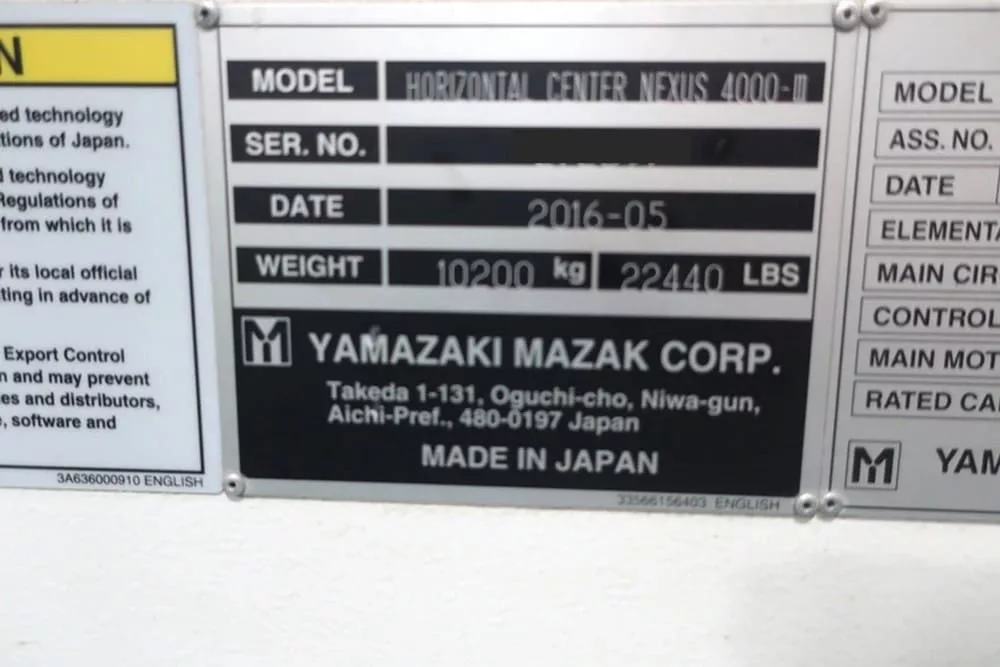 N
ed technology
tions of Japan.
technology
Regulations of
from which it is
r its local official
ting in advance of
Export Control
n and may prevent
es and distributors,
, software and
3A636000910 ENGLISH
MODEL HORIZONTAL CENTER NEXUS 4000-III
SER. NO.
DATE 2016-05
WEIGHT 10200 kg 22440 LBS
YAMAZAKI MAZAK CORP.
Takeda 1-131, Oguchi-cho, Niwa-gun,
Aichi-Pref., 480-0197 Japan
MADE IN JAPAN
33566156403 ENGLISH
MODEL
ASS. NO.
DATE
ELEMENTA
MAIN CIR
CONTROL
MAIN MOT
RATED CA
YAM